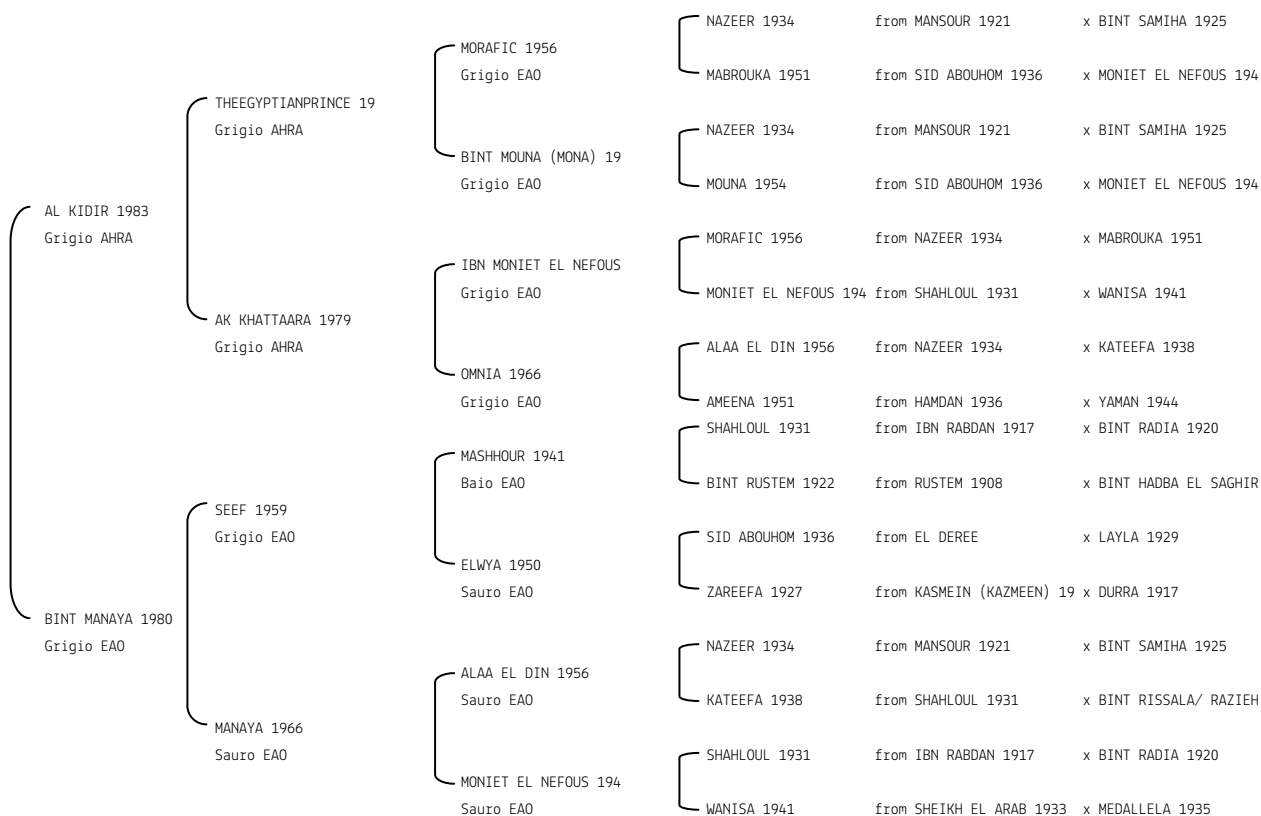 NAZEER 1934 from MANSOUR 1921 x BINT SAMIHA 1925
MORAFIC 1956
Grigio EAO
MABROUKA 1951 from SID ABOUHOM 1936 x MONIET EL NEFOUS 194
THEEGYPTIANPRINCE 19
Grigio AHRA
NAZEER 1934 from MANSOUR 1921 x BINT SAMIHA 1925
BINT MOUNA (MONA) 19
Grigio EAO
MOUNA 1954 from SID ABOUHOM 1936 x MONIET EL NEFOUS 194
AL KIDIR 1983
Grigio AHRA
MORAFIC 1956 from NAZEER 1934 x MABROUKA 1951
IBN MONIET EL NEFOUS
Grigio EAO
MONIET EL NEFOUS 194 from SHAHLOUL 1931 x WANISA 1941
AK KHATTAARA 1979
Grigio AHRA
ALAA EL DIN 1956 from NAZEER 1934 x KATEEFA 1938
OMNIA 1966
Grigio EAO
AMEENA 1951 from HAMDAN 1936 x YAMAN 1944
SHAHLOUL 1931 from IBN RABDAN 1917 x BINT RADIA 1920
MASHHOUR 1941
Baio EAO
BINT RUSTEM 1922 from RUSTEM 1908 x BINT HADBA EL SAGHIR
SEEF 1959
Grigio EAO
SID ABOUHOM 1936 from EL DEREE x LAYLA 1929
ELWYA 1950
Sauro EAO
ZAREEFA 1927 from KASMEIN (KAZMEEN) 19 x DURRA 1917
BINT MANAYA 1980
Grigio EAO
NAZEER 1934 from MANSOUR 1921 x BINT SAMIHA 1925
ALAA EL DIN 1956
Sauro EAO
KATEEFA 1938 from SHAHLOUL 1931 x BINT RISSALA/ RAZIEH
MANAYA 1966
Sauro EAO
SHAHLOUL 1931 from IBN RABDAN 1917 x BINT RADIA 1920
MONIET EL NEFOUS 194
Sauro EAO
WANISA 1941 from SHEIKH EL ARAB 1933 x MEDALLELA 1935